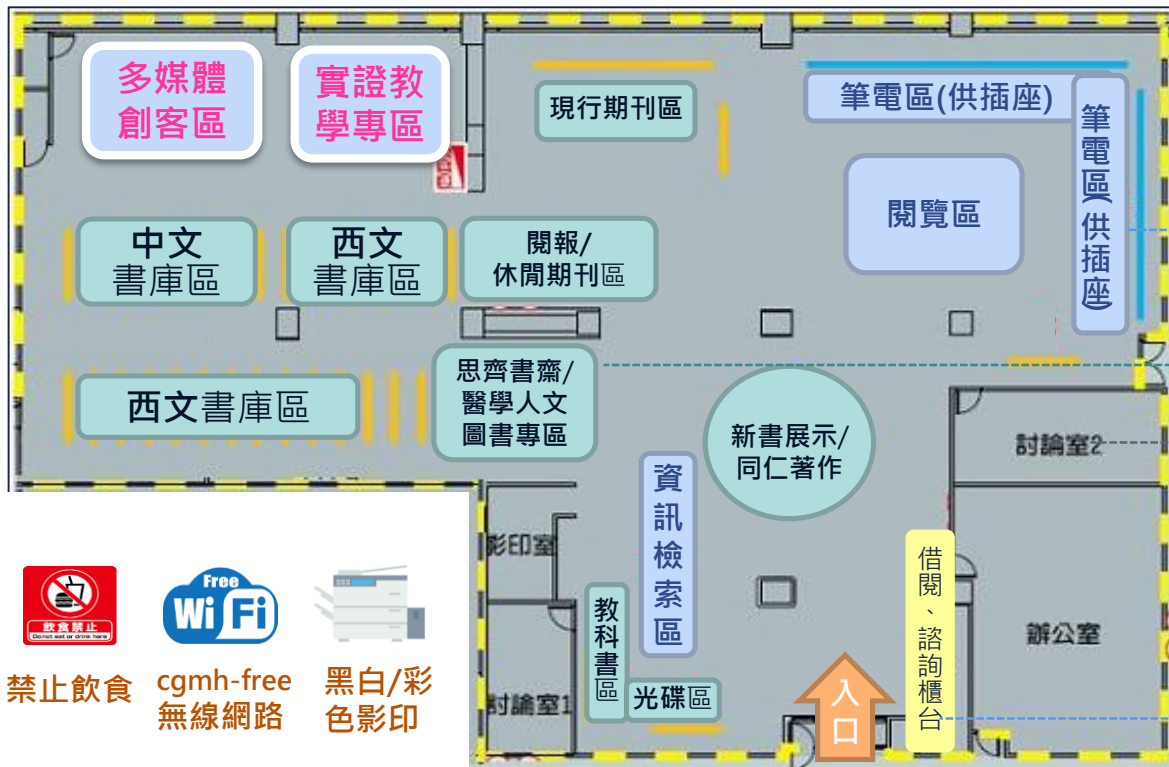 多媒體
創客區
實證教
學專區
現行期刊區
筆電區(供插座)
筆電區(供插座)
閱覽區
中文
書庫區
西文
書庫區
閱報/
休閒期刊區
西文書庫區
思齊書齋/
醫學人文
圖書專區
新書展示/
同仁著作
討論室2
資訊檢索區
影印室
借閱、諮詢櫃台
辦公室
教科書區
光碟區
討論室1
入口
飲食禁止
Do not eat or drink here
禁止飲食
Free
WiFi
cgmh-free
無線網路
黑白/彩
色影印